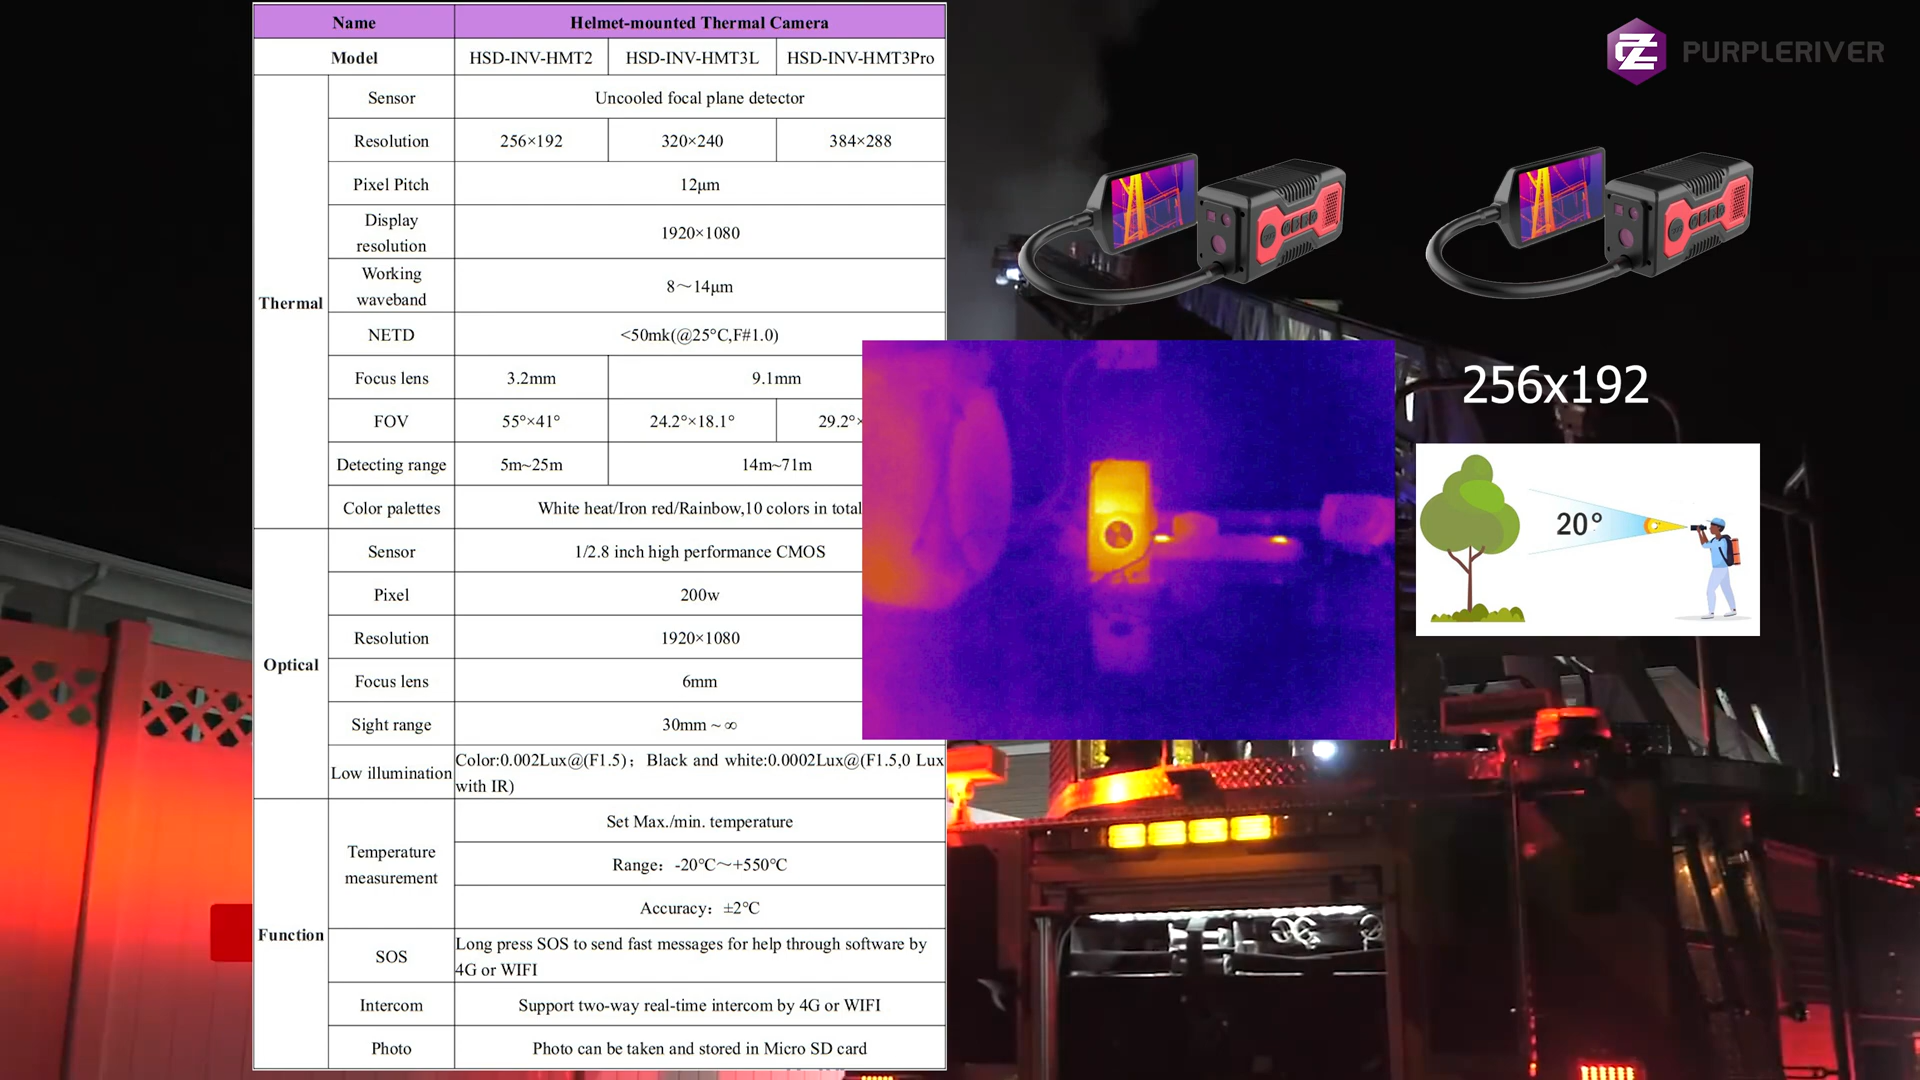 Name Helmet-mounted Thermal Camera
Model HSD-INV-HMT2 HSD-INV-HMT3L HSD-INV-HMT3Pro
Thermal
Sensor Uncooled focal plane detector
Resolution 256×192 320×240 384×288
Pixel Pitch 12μm
Display resolution 1920×1080
Working waveband 8～14μm
NETD <50mk(@25°C,F#1.0)
Focus lens 3.2mm 9.1mm
FOV 55°×41° 24.2°×18.1° 29.2°×
Detecting range 5m~25m 14m~71m
Color palettes White heat/Iron red/Rainbow,10 colors in total
Optical
Sensor 1/2.8 inch high performance CMOS
Pixel 200w
Resolution 1920×1080
Focus lens 6mm
Sight range 30mm ~ ∞
Low illumination Color:0.002Lux@(F1.5)；Black and white:0.0002Lux@(F1.5,0 Lux
with IR)
Function
Temperature measurement Set Max./min. temperature
Range：-20℃～+550℃
Accuracy：±2℃
SOS Long press SOS to send fast messages for help through software by
4G or WIFI
Intercom Support two-way real-time intercom by 4G or WIFI
Photo Photo can be taken and stored in Micro SD card
PURPLERIVER
256x192
20°